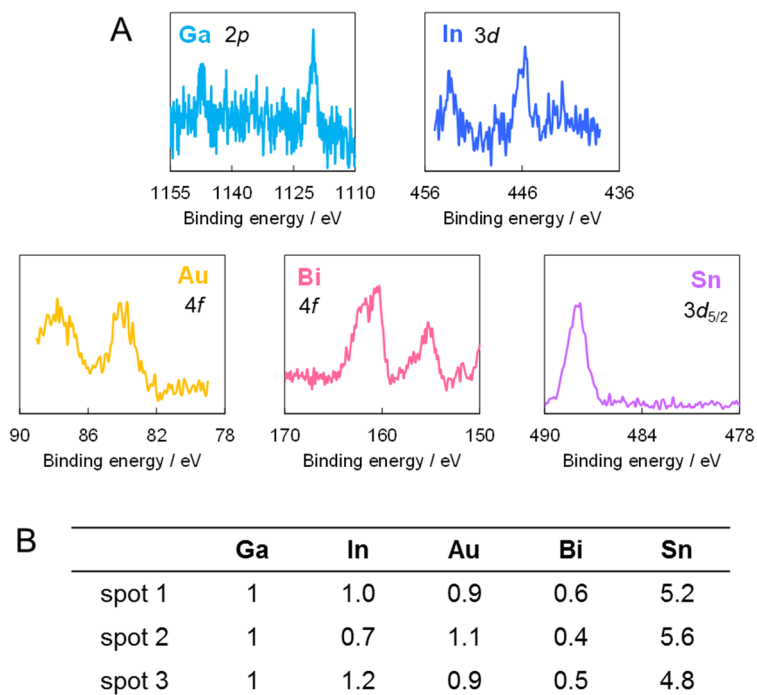 A
Ga 2p
1155 1140 1125 1110
Binding energy / eV
In 3d
456 446 436
Binding energy / eV
Au
4f
90 86 82 78
Binding energy / eV
Bi
4f
170 160 150
Binding energy / eV
Sn
3d5/2
490 484 478
Binding energy / eV
B
Ga In Au Bi Sn
spot 1 1 1.0 0.9 0.6 5.2
spot 2 1 0.7 1.1 0.4 5.6
spot 3 1 1.2 0.9 0.5 4.8